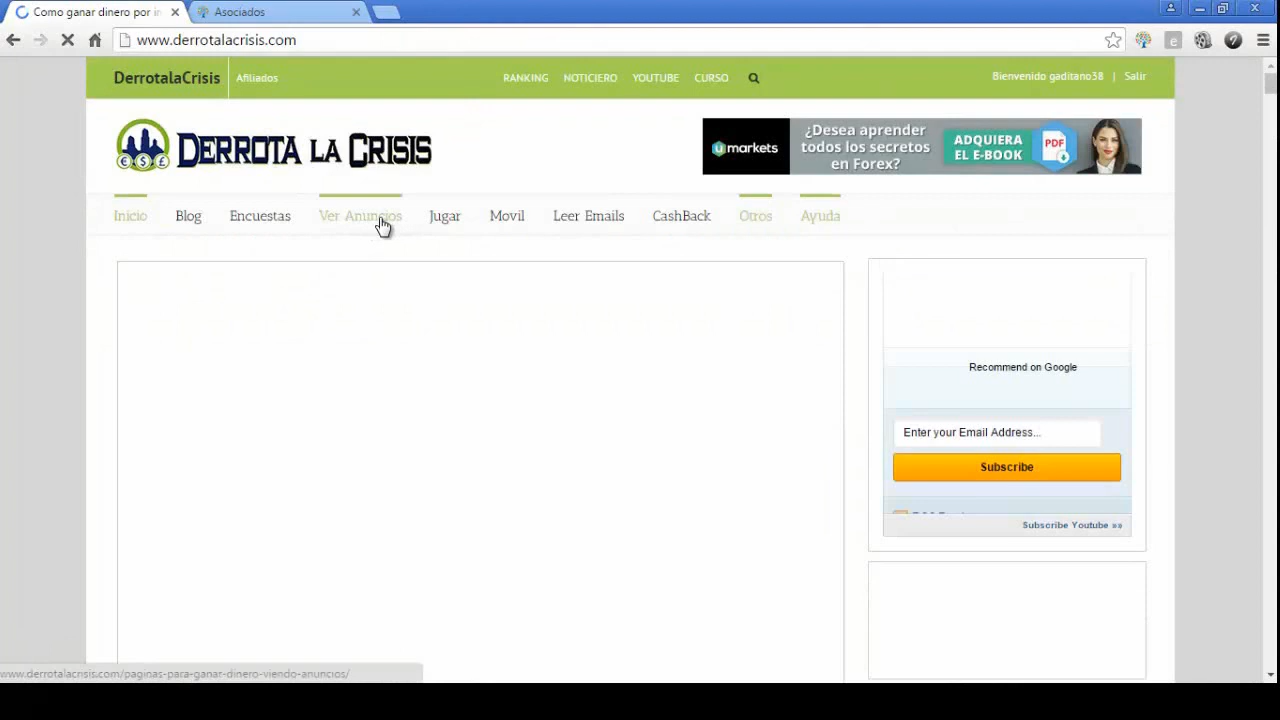 Como ganar dinero por in
Asociados
www.derrotalacrisis.com
DerrotalaCrisis
Afiliados
RANKING
NOTICIERO
YOUTUBE
CURSO
Bienvenido gaditano38 | Salir
DERROTA LA CRISIS
umarkets
¿Desea aprender
todos los secretos
en Forex?
ADQUIERA
EL E-BOOK
PDF
Inicio
Blog
Encuestas
Ver Anuncios
Jugar
Movil
Leer Emails
CashBack
Otros
Ayuda
Recommend on Google
Enter your Email Address...
Subscribe
Subscribe Youtube »»
www.derrotalacrisis.com/paginas-para-ganar-dinero-viendo-anuncios/